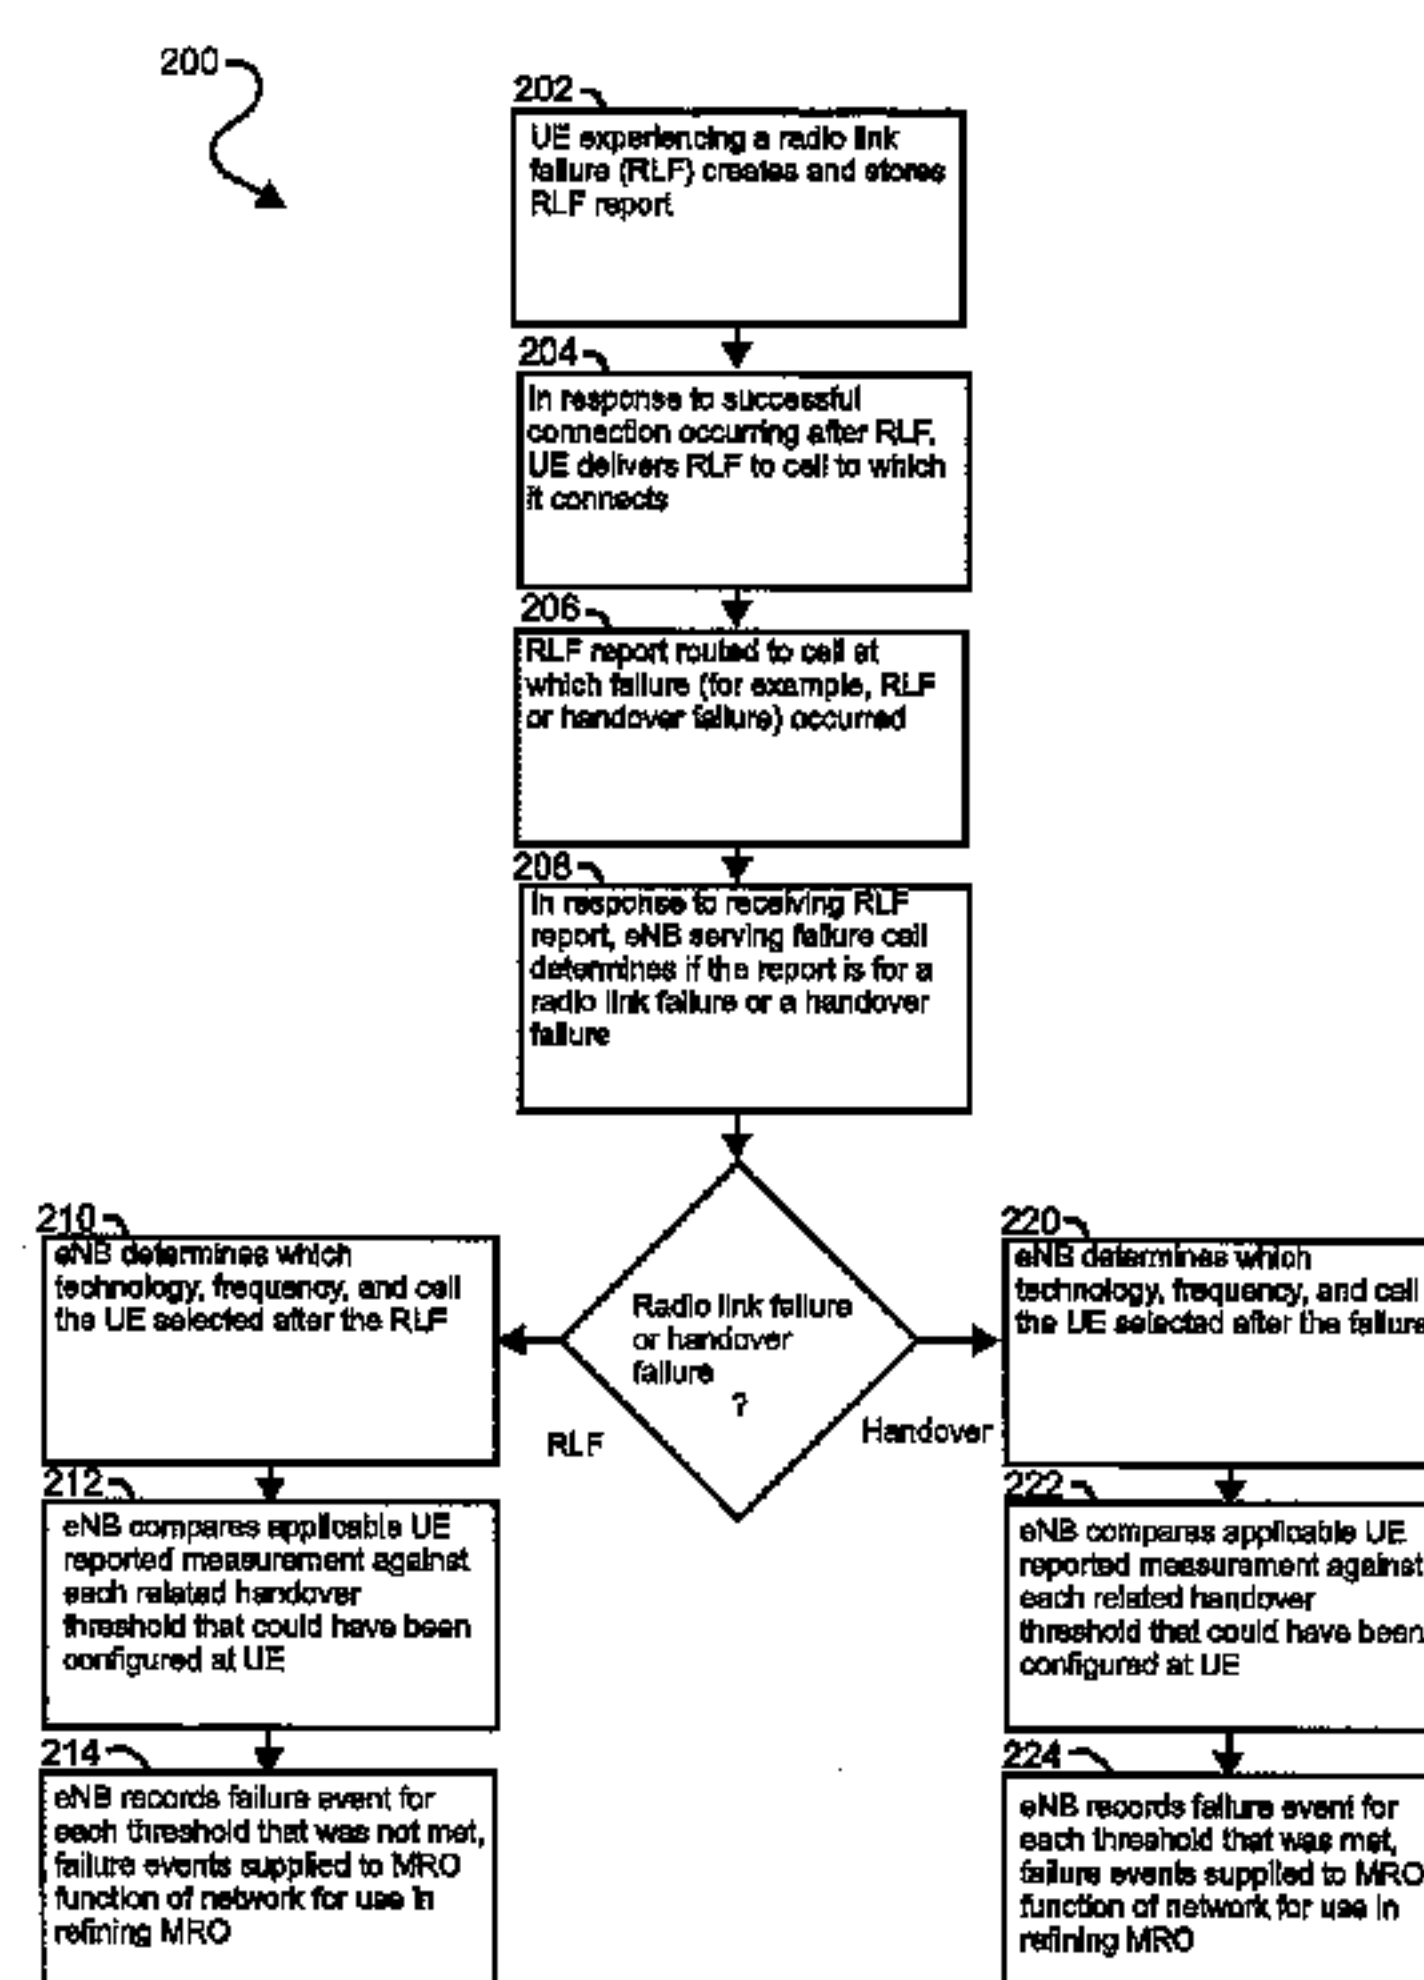 200
202
UE experiencing a radio link
failure (RLF) creates and stores
RLF report
204
In response to successful
connection occurring after RLF,
UE delivers RLF to cell to which
it connects
206
RLF report routed to cell at
which failure (for example, RLF
or handover failure) occurred
208
In response to receiving RLF
report, eNB serving failure cell
determines if the report is for a
radio link failure or a handover
failure
Radio link failure
or handover
failure
?
RLF
Handover
210
eNB determines which
technology, frequency, and cell
the UE selected after the RLF
212
eNB compares applicable UE
reported measurement against
each related handover
threshold that could have been
configured at UE
214
eNB records failure event for
each threshold that was not met,
failure events supplied to MRO
function of network for use in
refining MRO
220
eNB determines which
technology, frequency, and cell
the UE selected after the failure
222
eNB compares applicable UE
reported measurement against
each related handover
threshold that could have been
configured at UE
224
eNB records failure event for
each threshold that was met,
failure events supplied to MRO
function of network for use in
refining MRO